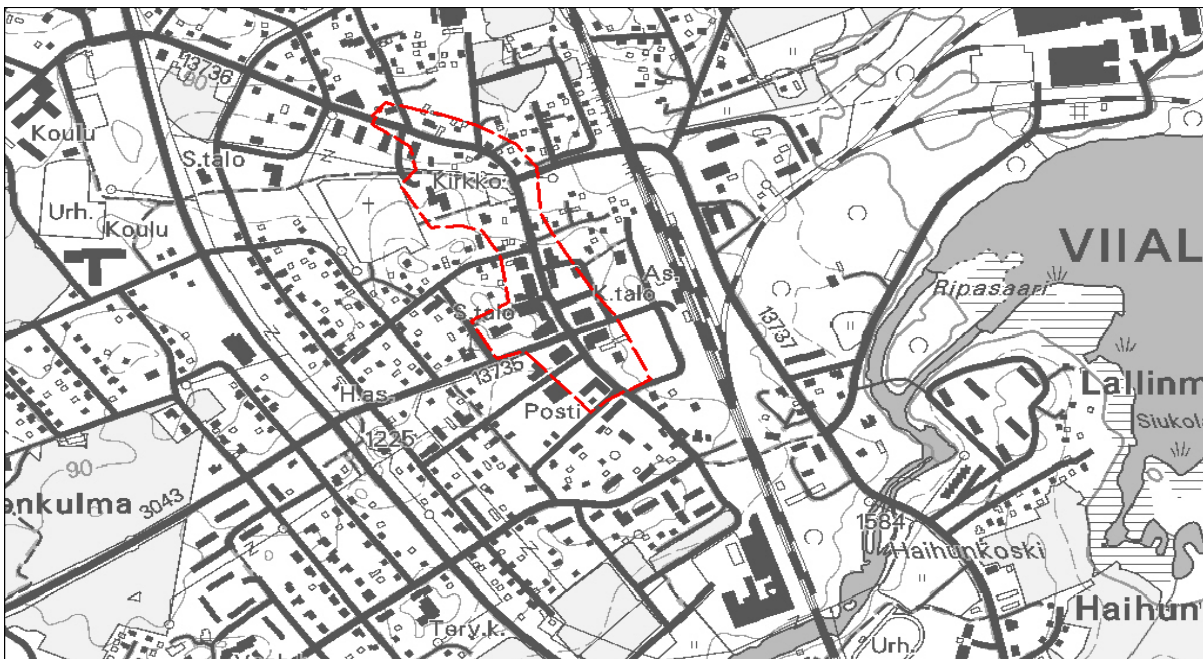 13736
90
Koulu
S.talo
Kirkko
Urh.
Koulu
VIIAL
As.
K.talo
Ripasaari
S.talo
13737
13735
H.as.
Posti
Lallinm
Siukola
1225
90
ankulma
3043
1584
Haihunkoski
Terv.k.
Haihun
Urh.